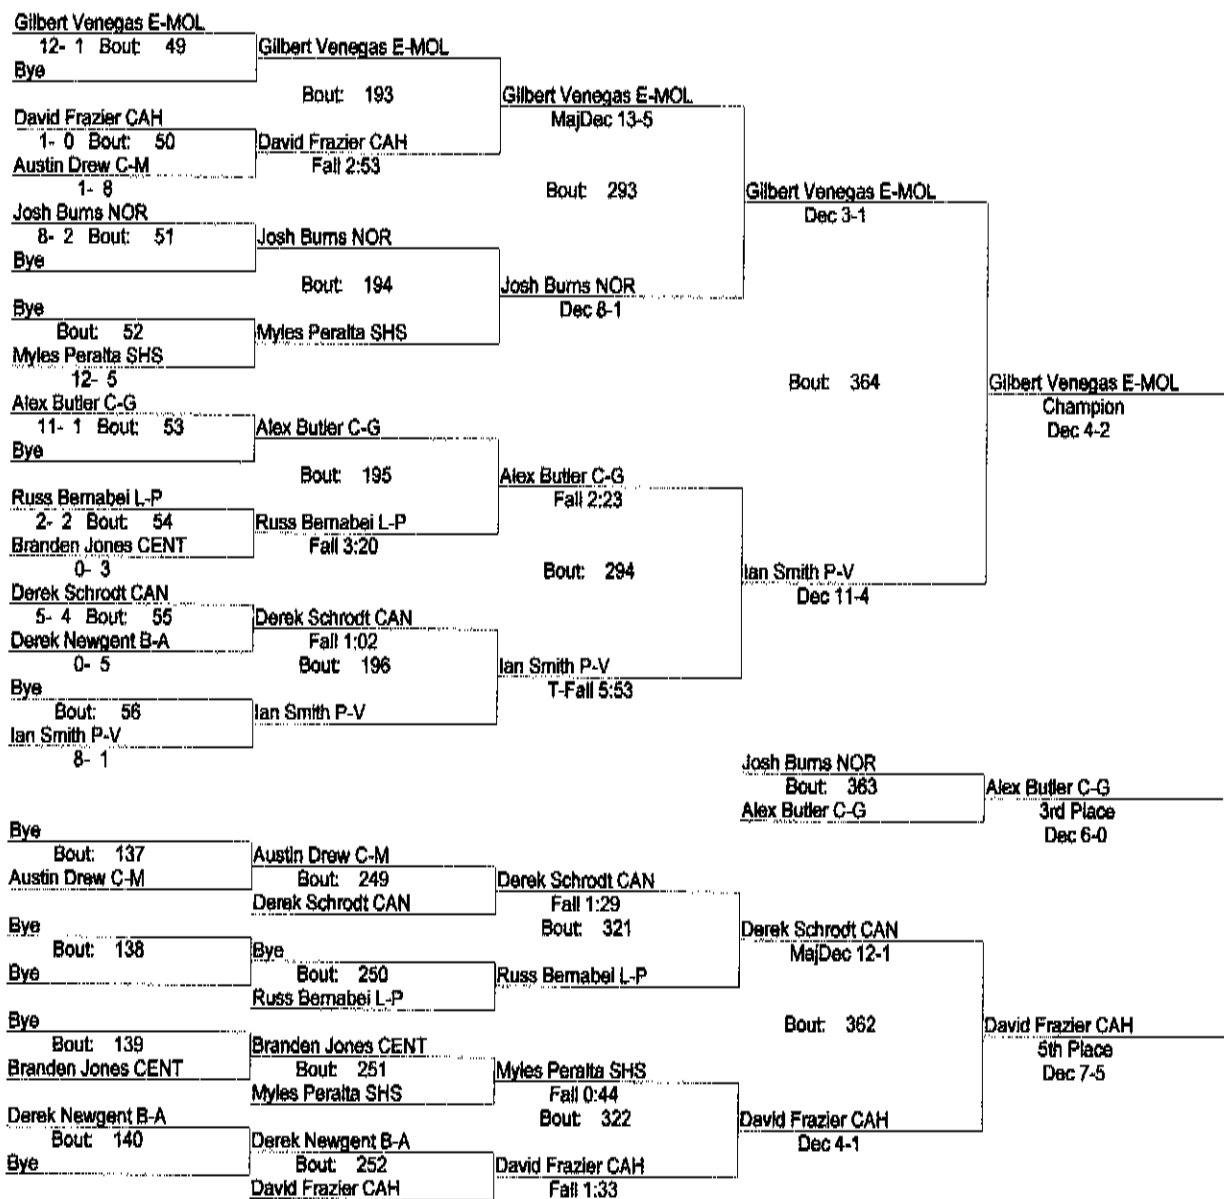 Gilbert Venegas E-MOL
12- 1 Bout: 49
Bye
Gilbert Venegas E-MOL
Bout: 193
David Frazier CAH
1- 0 Bout: 50
Austin Drew C-M
1- 8
David Frazier CAH
Fall 2:53
Gilbert Venegas E-MOL
MajDec 13-5
Bout: 293
Josh Burns NOR
8- 2 Bout: 51
Bye
Josh Burns NOR
Bout: 194
Bye
Bout: 52
Myles Peralta SHS
12- 5
Myles Peralta SHS
Josh Burns NOR
Dec 8-1
Gilbert Venegas E-MOL
Dec 3-1
Bout: 364
Gilbert Venegas E-MOL
Champion
Dec 4-2
Alex Butler C-G
11- 1 Bout: 53
Bye
Alex Butler C-G
Bout: 195
Russ Bernabei L-P
2- 2 Bout: 54
Branden Jones CENT
0- 3
Russ Bernabei L-P
Fall 3:20
Alex Butler C-G
Fall 2:23
Bout: 294
Derek Schrodt CAN
5- 4 Bout: 55
Derek Newgent B-A
0- 5
Derek Schrodt CAN
Fall 1:02
Bout: 196
Bye
Bout: 56
Ian Smith P-V
8- 1
Ian Smith P-V
Ian Smith P-V
T-Fall 5:53
Ian Smith P-V
Dec 11-4
Josh Burns NOR
Bout: 363
Alex Butler C-G
Alex Butler C-G
3rd Place
Dec 6-0
Bye
Bout: 137
Austin Drew C-M
Austin Drew C-M
Bout: 249
Derek Schrodt CAN
Derek Schrodt CAN
Fall 1:29
Bout: 321
Bye
Bout: 138
Bye
Bye
Bout: 250
Russ Bernabei L-P
Russ Bernabei L-P
Derek Schrodt CAN
MajDec 12-1
Bout: 362
Bye
Bout: 139
Branden Jones CENT
Branden Jones CENT
Bout: 251
Myles Peralta SHS
Myles Peralta SHS
Fall 0:44
Bout: 322
Derek Newgent B-A
Bout: 140
Bye
Derek Newgent B-A
Bout: 252
David Frazier CAH
David Frazier CAH
Fall 1:33
David Frazier CAH
Dec 4-1
David Frazier CAH
5th Place
Dec 7-5